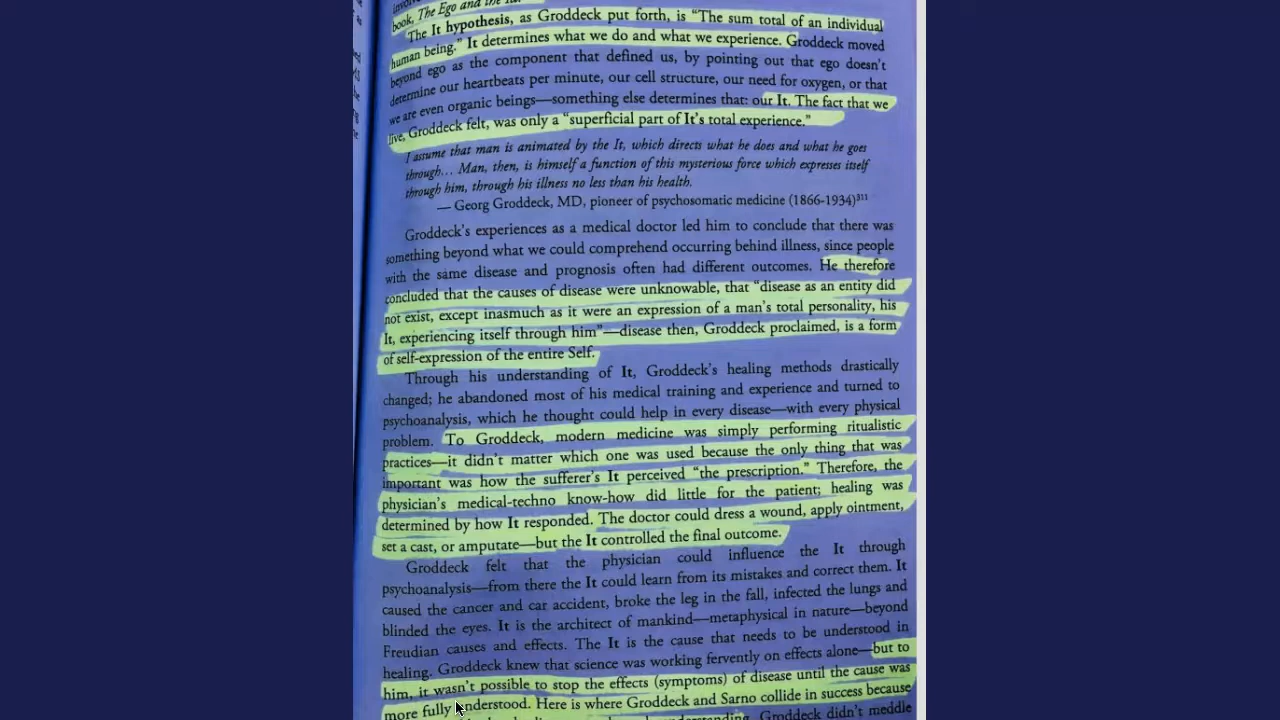 book, The Ego and the
The It hypothesis, as Groddeck put forth, is “The sum total of an individual
human being.” It determines what we do and what we experience. Groddeck moved
beyond ego as the component that defined us, by pointing out that ego doesn’t
determine our heartbeats per minute, our cell structure, our need for oxygen, or that
we are even organic beings—something else determines that: our It. The fact that we
live, Groddeck felt, was only a “superficial part of It’s total experience.”
I assume that man is animated by the It, which directs what he does and what he goes
through... Man, then, is himself a function of this mysterious force which expresses itself
through him, through his illness no less than his health.
— Georg Groddeck, MD, pioneer of psychosomatic medicine (1866-1934)³¹¹
Groddeck’s experiences as a medical doctor led him to conclude that there was
something beyond what we could comprehend occurring behind illness, since people
with the same disease and prognosis often had different outcomes. He therefore
concluded that the causes of disease were unknowable, that “disease as an entity did
not exist, except inasmuch as it were an expression of a man’s total personality, his
It, experiencing itself through him”—disease then, Groddeck proclaimed, is a form
of self-expression of the entire Self.
Through his understanding of It, Groddeck’s healing methods drastically
changed; he abandoned most of his medical training and experience and turned to
psychoanalysis, which he thought could help in every disease—with every physical
problem. To Groddeck, modern medicine was simply performing ritualistic
practices—it didn’t matter which one was used because the only thing that was
important was how the sufferer’s It perceived “the prescription.” Therefore, the
physician’s medical-techno know-how did little for the patient; healing was
determined by how It responded. The doctor could dress a wound, apply ointment,
set a cast, or amputate—but the It controlled the final outcome.
Groddeck felt that the physician could influence the It through
psychoanalysis—from there the It could learn from its mistakes and correct them. It
caused the cancer and car accident, broke the leg in the fall, infected the lungs and
blinded the eyes. It is the architect of mankind—metaphysical in nature—beyond
Freudian causes and effects. The It is the cause that needs to be understood in
healing. Groddeck knew that science was working fervently on effects alone—but to
him, it wasn’t possible to stop the effects (symptoms) of disease until the cause was
more fully understood. Here is where Groddeck and Sarno collide in success because
Groddeck didn’t meddle